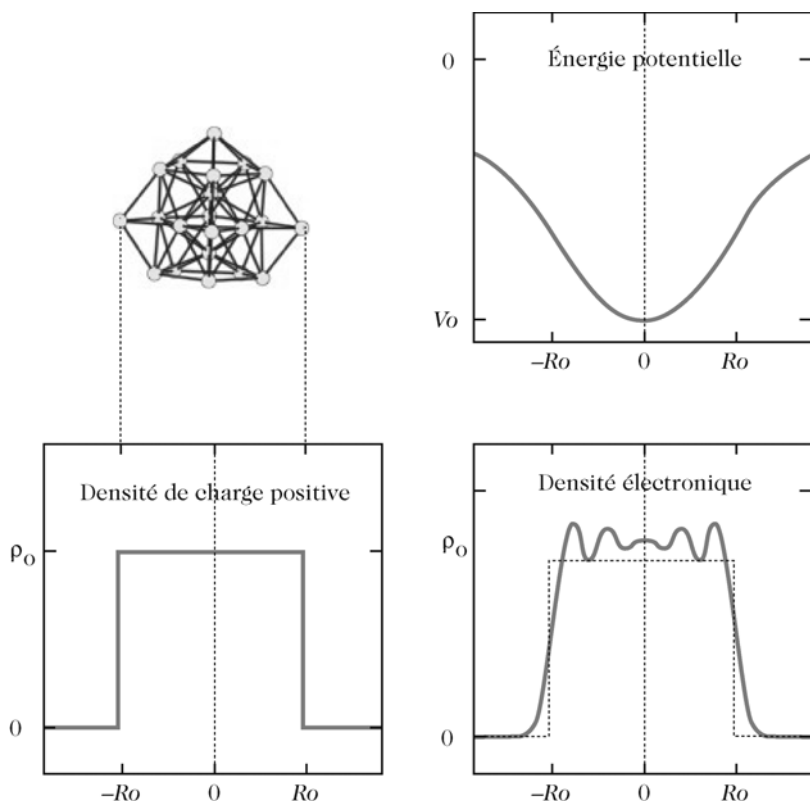 Énergie potentielle
0
Vo
–Ro 0 Ro
Densité de charge positive
ρo
0
–Ro 0 Ro
Densité électronique
ρo
0
–Ro 0 Ro